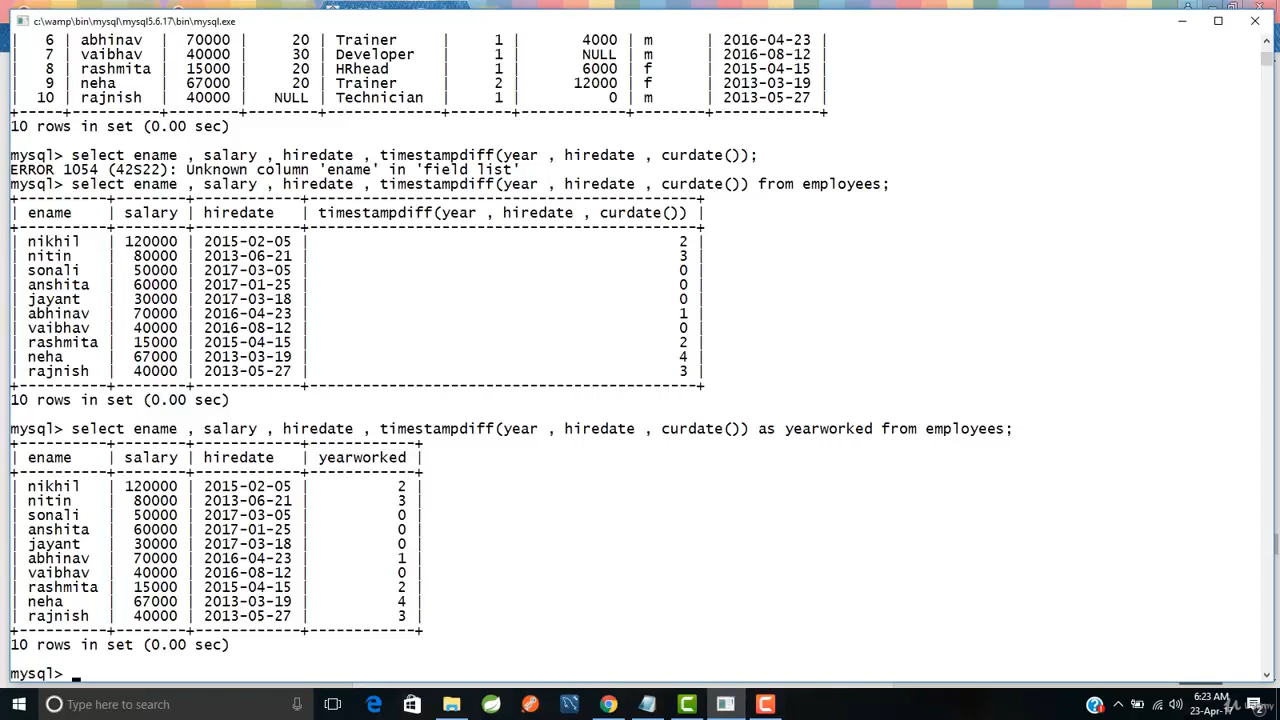 c:\wamp\bin\mysql\mysql5.6.17\bin\mysql.exe
| 6 | abhinav | 70000 | 20 | Trainer | 1 | 4000 | m | 2016-04-23 |
| 7 | vaibhav | 40000 | 30 | Developer | 1 | NULL | m | 2016-08-12 |
| 8 | rashmita | 15000 | 20 | HRhead | 1 | 6000 | f | 2015-04-15 |
| 9 | neha | 67000 | 20 | Trainer | 2 | 12000 | f | 2013-03-19 |
| 10 | rajnish | 40000 | NULL | Technician | 1 | 0 | m | 2013-05-27 |
10 rows in set (0.00 sec)
mysql> select ename , salary , hiredate , timestampdiff(year , hiredate , curdate());
ERROR 1054 (42S22): Unknown column 'ename' in 'field list'
mysql> select ename , salary , hiredate , timestampdiff(year , hiredate , curdate()) from employees;
| ename | salary | hiredate | timestampdiff(year , hiredate , curdate()) |
| nikhil | 120000 | 2015-02-05 | 2 |
| nitin | 80000 | 2013-06-21 | 3 |
| sonali | 50000 | 2017-03-05 | 0 |
| anshita | 60000 | 2017-01-25 | 0 |
| jayant | 30000 | 2017-03-18 | 0 |
| abhinav | 70000 | 2016-04-23 | 1 |
| vaibhav | 40000 | 2016-08-12 | 0 |
| rashmita | 15000 | 2015-04-15 | 2 |
| neha | 67000 | 2013-03-19 | 4 |
| rajnish | 40000 | 2013-05-27 | 3 |
10 rows in set (0.00 sec)
mysql> select ename , salary , hiredate , timestampdiff(year , hiredate , curdate()) as yearworked from employees;
| ename | salary | hiredate | yearworked |
| nikhil | 120000 | 2015-02-05 | 2 |
| nitin | 80000 | 2013-06-21 | 3 |
| sonali | 50000 | 2017-03-05 | 0 |
| anshita | 60000 | 2017-01-25 | 0 |
| jayant | 30000 | 2017-03-18 | 0 |
| abhinav | 70000 | 2016-04-23 | 1 |
| vaibhav | 40000 | 2016-08-12 | 0 |
| rashmita | 15000 | 2015-04-15 | 2 |
| neha | 67000 | 2013-03-19 | 4 |
| rajnish | 40000 | 2013-05-27 | 3 |
10 rows in set (0.00 sec)
mysql>
Type here to search
6:23 AM
23-Apr-17